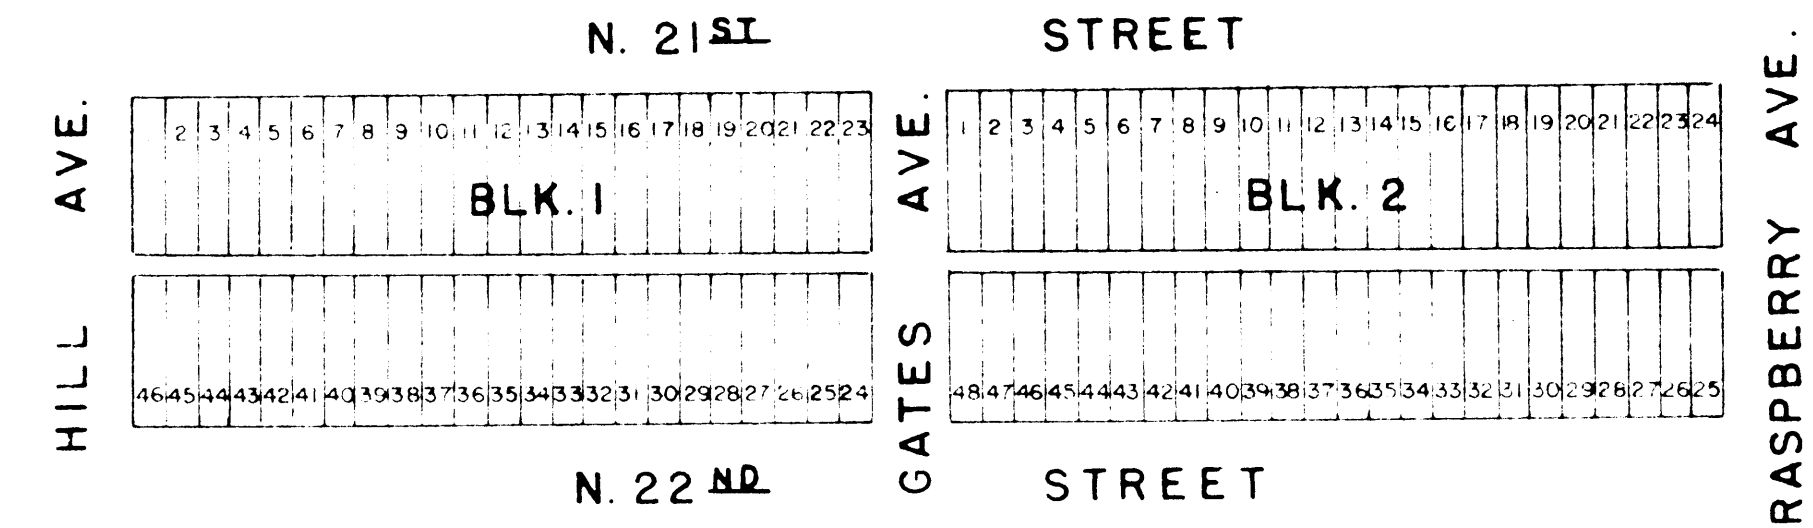 N. 21ST STREET
HILL AVE.
2 3 4 5 6 7 8 9 10 11 12 13 14 15 16 17 18 19 20 21 22 23
BLK. 1
46 45 44 43 42 41 40 39 38 37 36 35 34 33 32 31 30 29 28 27 26 25 24
GATES AVE.
1 2 3 4 5 6 7 8 9 10 11 12 13 14 15 16 17 18 19 20 21 22 23 24
BLK. 2
48 47 46 45 44 43 42 41 40 39 38 37 36 35 34 33 32 31 30 29 28 27 26 25
RASPBERRY AVE.
N. 22ND STREET